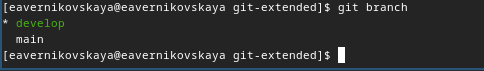 [eavernikovskaya@eavernikovskaya git-extended]$ git branch
* develop
  main
[eavernikovskaya@eavernikovskaya git-extended]$